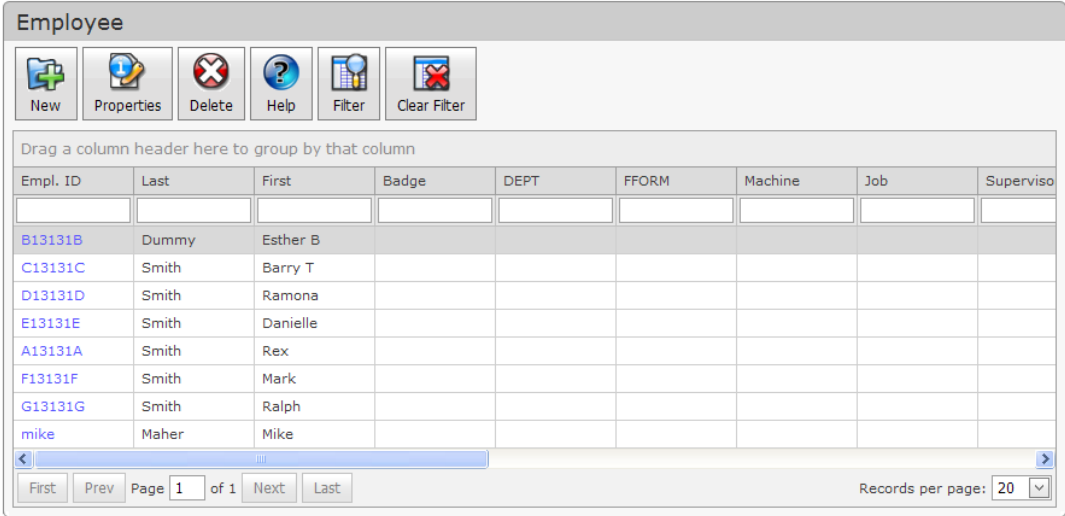 Employee
New Properties Delete Help Filter Clear Filter
Drag a column header here to group by that column
Empl. ID Last First Badge DEPT FFORM Machine Job Superviso
B13131B Dummy Esther B
C13131C Smith Barry T
D13131D Smith Ramona
E13131E Smith Danielle
A13131A Smith Rex
F13131F Smith Mark
G13131G Smith Ralph
mike Maher Mike
First Prev Page 1 of 1 Next Last Records per page: 20